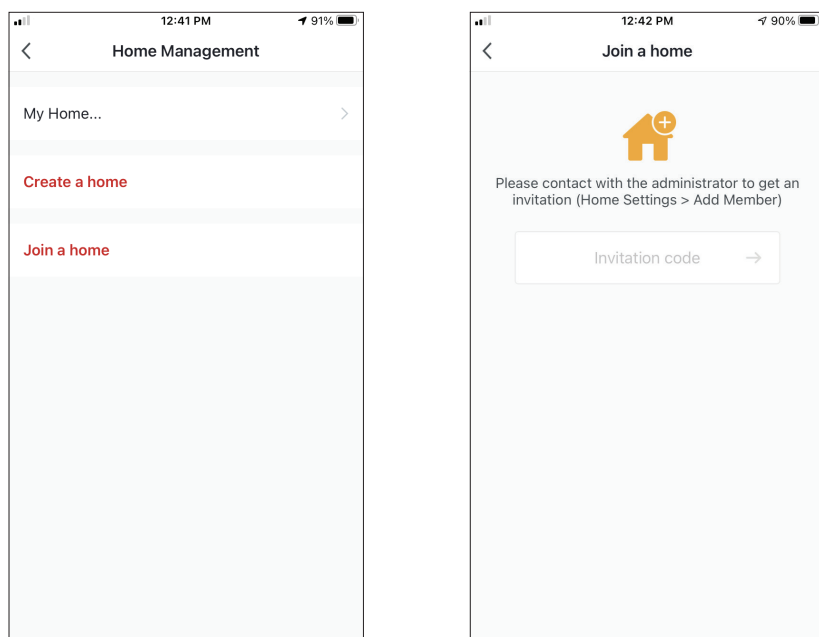 12:41 PM
91%
Home Management
My Home...
Create a home
Join a home
12:42 PM
90%
Join a home
Please contact with the administrator to get an
invitation (Home Settings > Add Member)
Invitation code